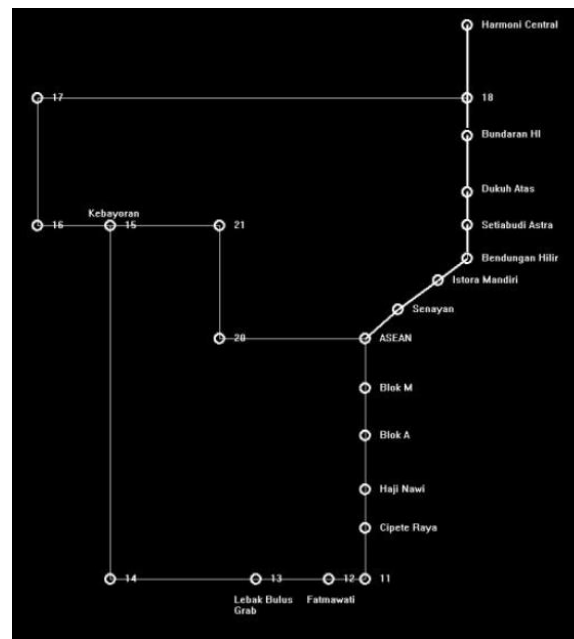 Harmoni Central
17
18
Bundaran HI
Dukuh Atas
Kebayoran
16
15
21
Setiabudi Astra
Bendungan Hilir
Istora Mandiri
Senayan
20
ASEAN
Blok M
Blok A
Haji Nawi
Cipete Raya
14
13
12
11
Lebak Bulus
Grab
Fatmawati